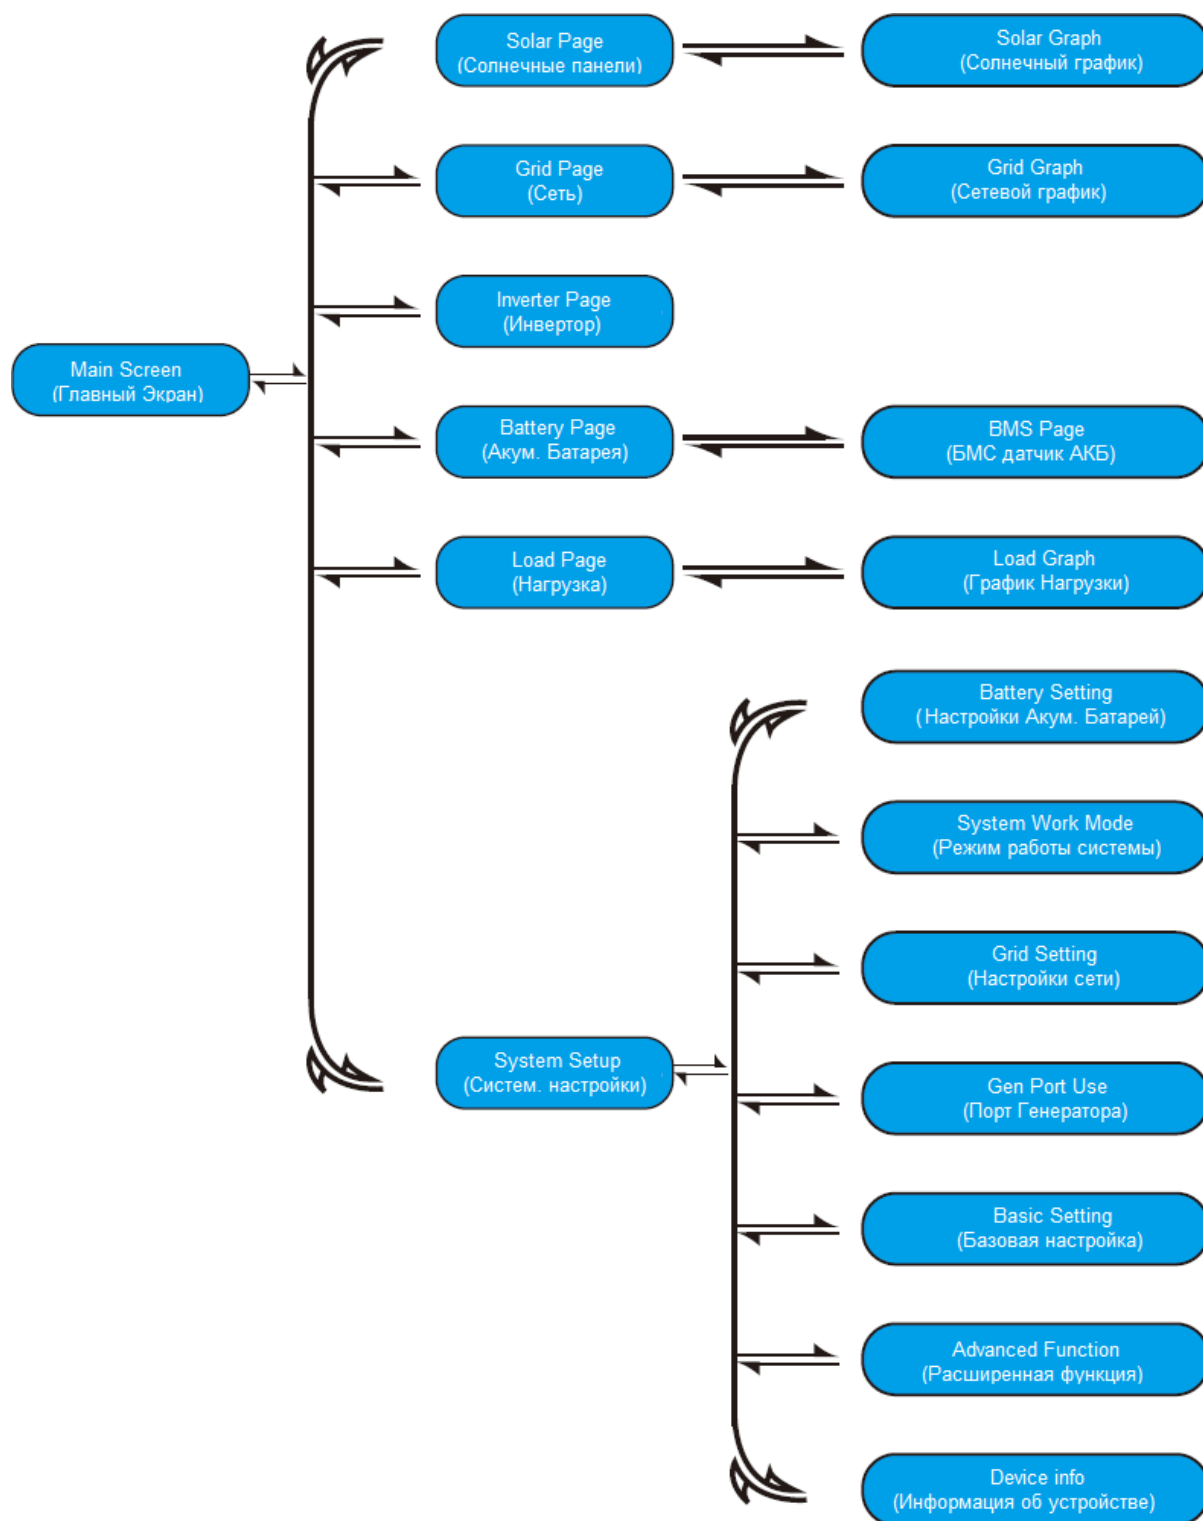 Solar Page
(Солнечные панели)
Solar Graph
(Солнечный график)
Grid Page
(Сеть)
Grid Graph
(Сетевой график)
Inverter Page
(Инвертор)
Main Screen
(Главный Экран)
Battery Page
(Акум. Батарея)
BMS Page
(БМС датчик АКБ)
Load Page
(Нагрузка)
Load Graph
(График Нагрузки)
Battery Setting
(Настройки Акум. Батарей)
System Work Mode
(Режим работы системы)
Grid Setting
(Настройки сети)
System Setup
(Систем. настройки)
Gen Port Use
(Порт Генератора)
Basic Setting
(Базовая настройка)
Advanced Function
(Расширенная функция)
Device info
(Информация об устройстве)